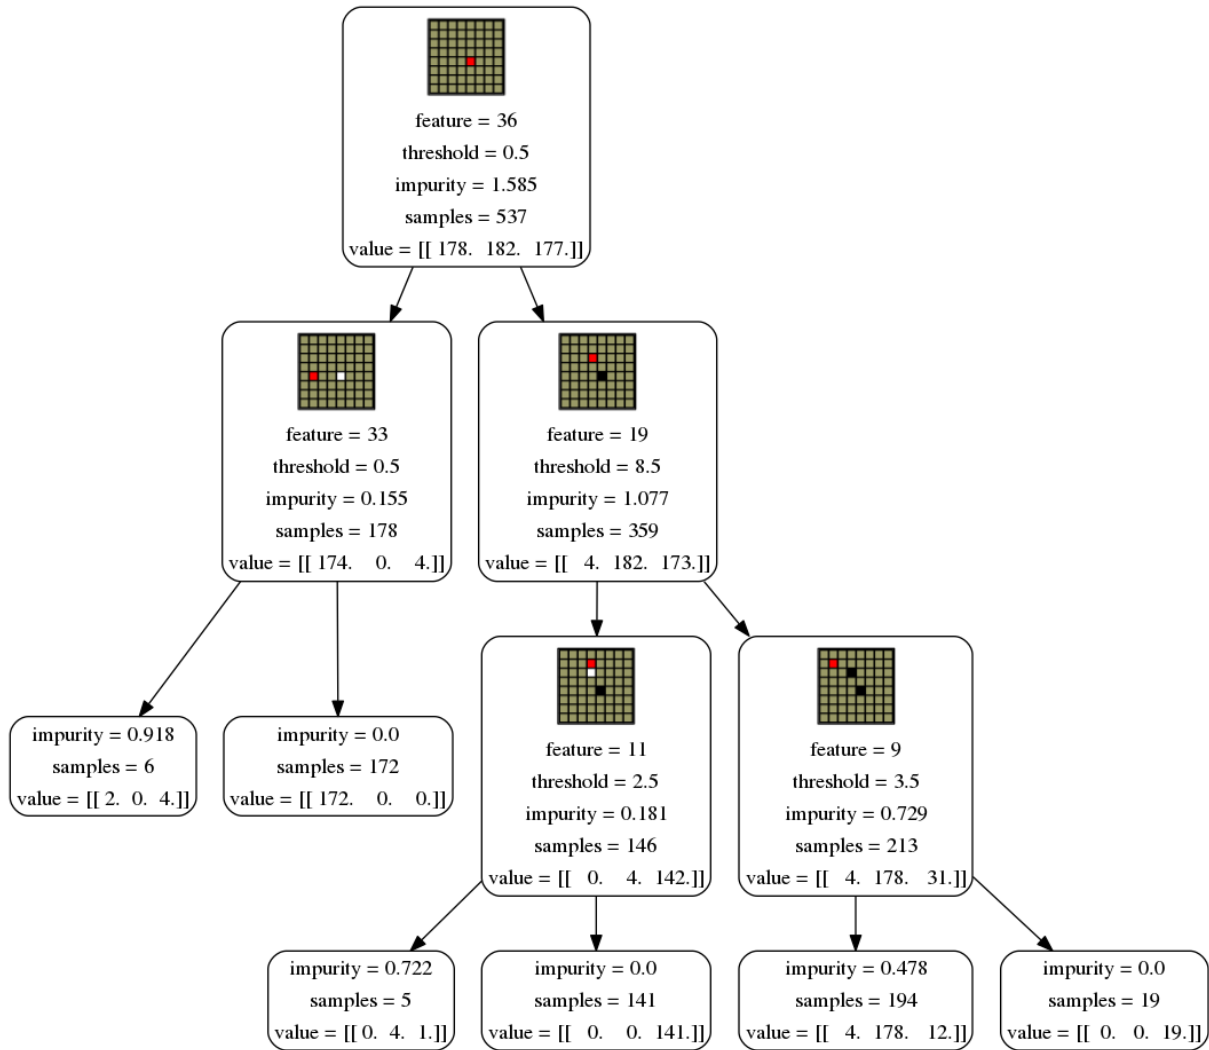 feature = 36
threshold = 0.5
impurity = 1.585
samples = 537
value = [[ 178. 182. 177.]]
feature = 33
threshold = 0.5
impurity = 0.155
samples = 178
value = [[ 174. 0. 4.]]
feature = 19
threshold = 8.5
impurity = 1.077
samples = 359
value = [[ 4. 182. 173.]]
impurity = 0.918
samples = 6
value = [[ 2. 0. 4.]]
impurity = 0.0
samples = 172
value = [[ 172. 0. 0.]]
feature = 11
threshold = 2.5
impurity = 0.181
samples = 146
value = [[ 0. 4. 142.]]
feature = 9
threshold = 3.5
impurity = 0.729
samples = 213
value = [[ 4. 178. 31.]]
impurity = 0.722
samples = 5
value = [[ 0. 4. 1.]]
impurity = 0.0
samples = 141
value = [[ 0. 0. 141.]]
impurity = 0.478
samples = 194
value = [[ 4. 178. 12.]]
impurity = 0.0
samples = 19
value = [[ 0. 0. 19.]]